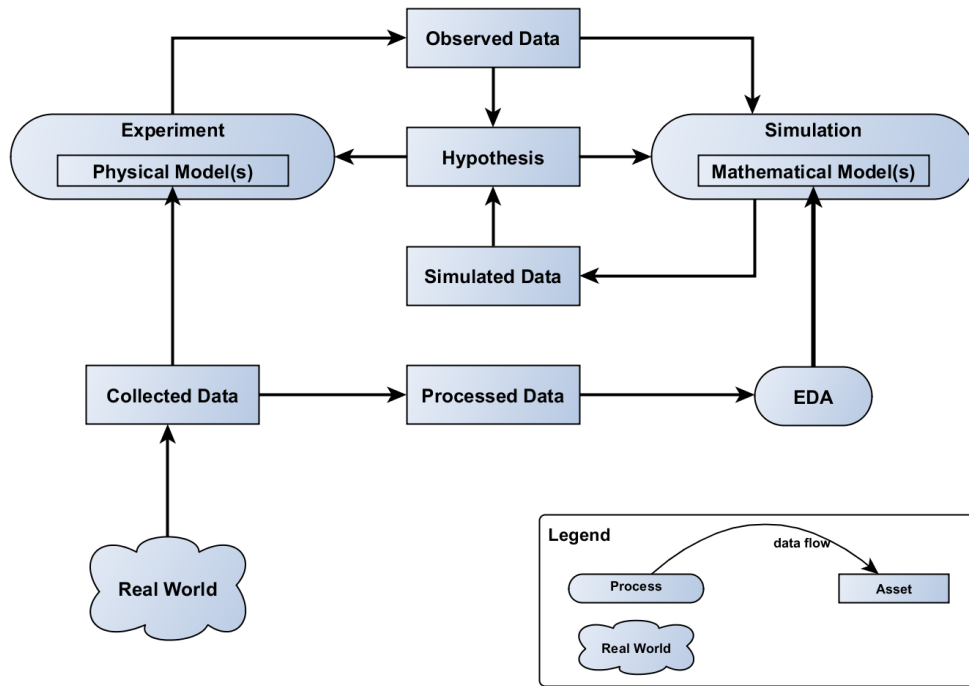 Observed Data
Experiment
Physical Model(s)
Hypothesis
Simulation
Mathematical Model(s)
Simulated Data
Collected Data
Processed Data
EDA
Real World
Legend
data flow
Process
Asset
Real World